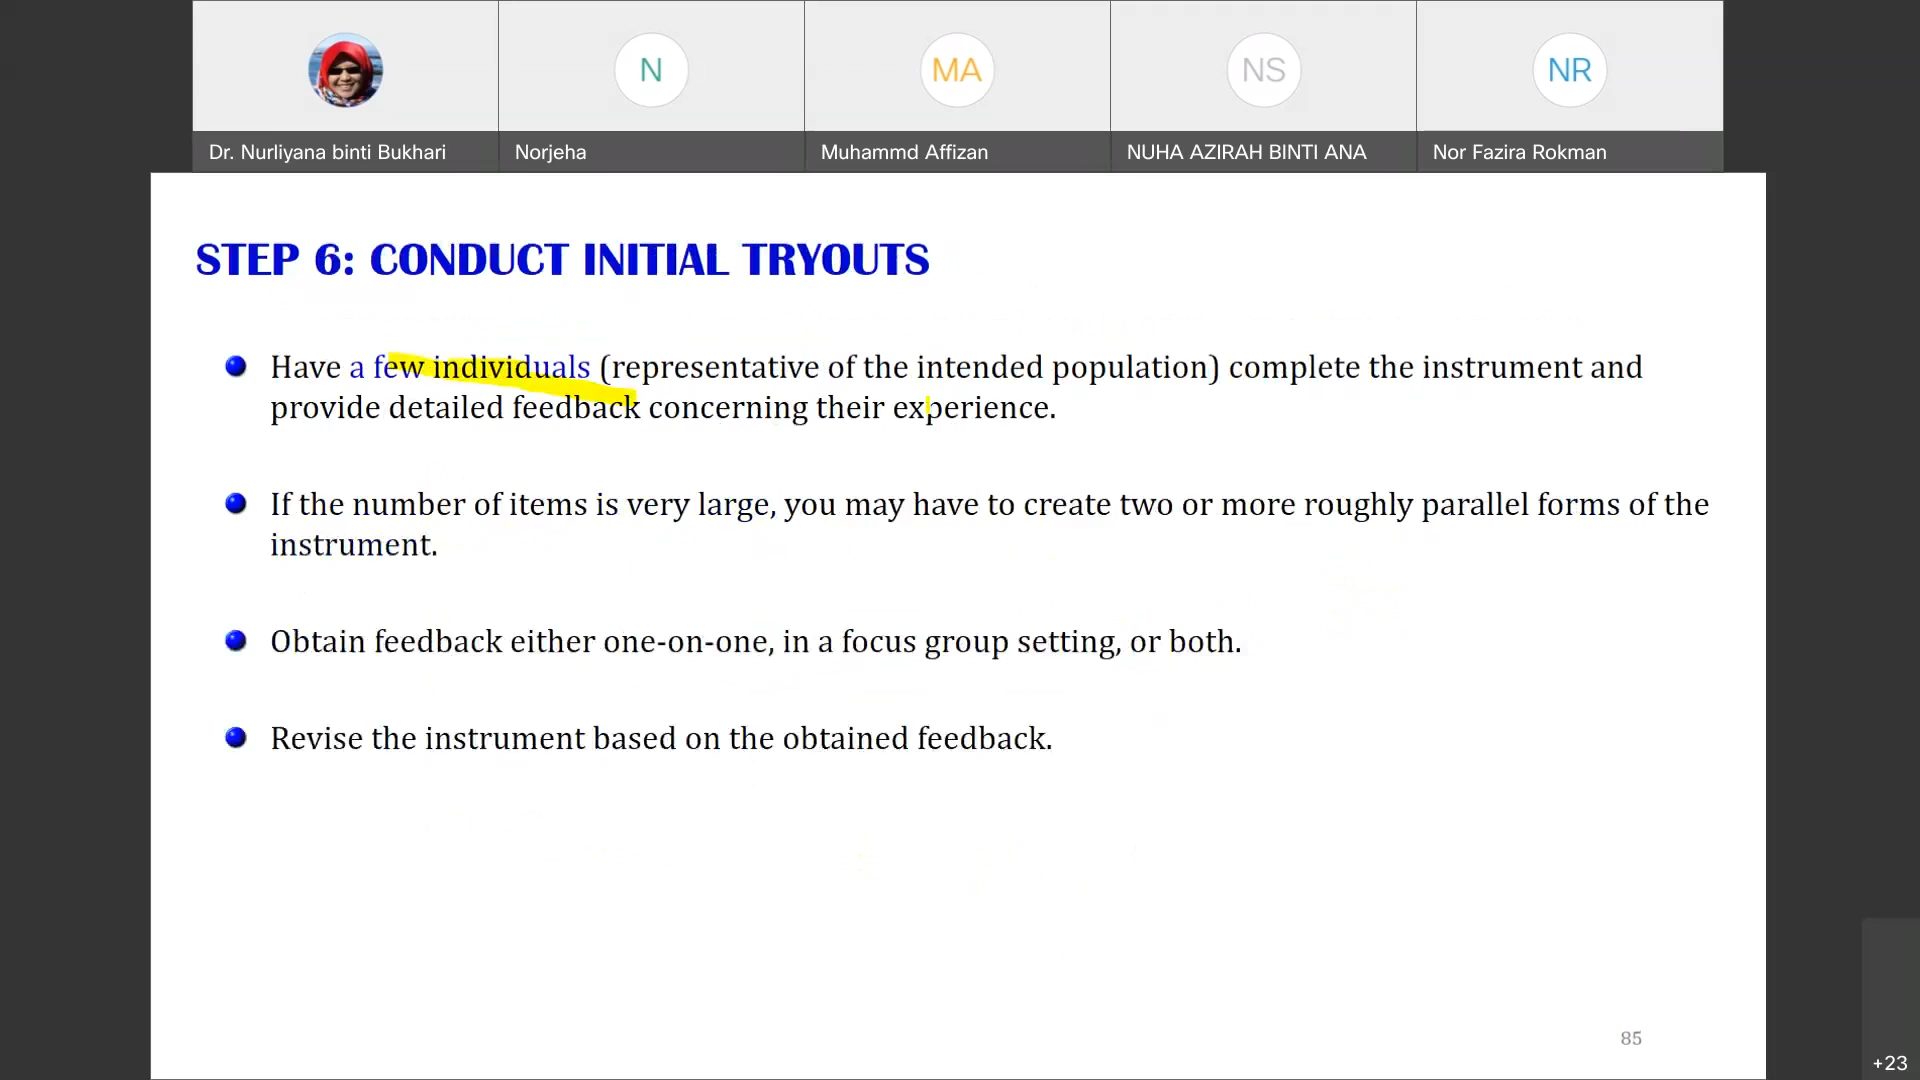 N
MA
NS
NR
Dr. Nurliyana binti Bukhari
Norjeha
Muhammd Affizan
NUHA AZIRAH BINTI ANA
Nor Fazira Rokman
STEP 6: CONDUCT INITIAL TRYOUTS
Have a few individuals (representative of the intended population) complete the instrument and
provide detailed feedback concerning their experience.
If the number of items is very large, you may have to create two or more roughly parallel forms of the
instrument.
Obtain feedback either one-on-one, in a focus group setting, or both.
Revise the instrument based on the obtained feedback.
85
+23